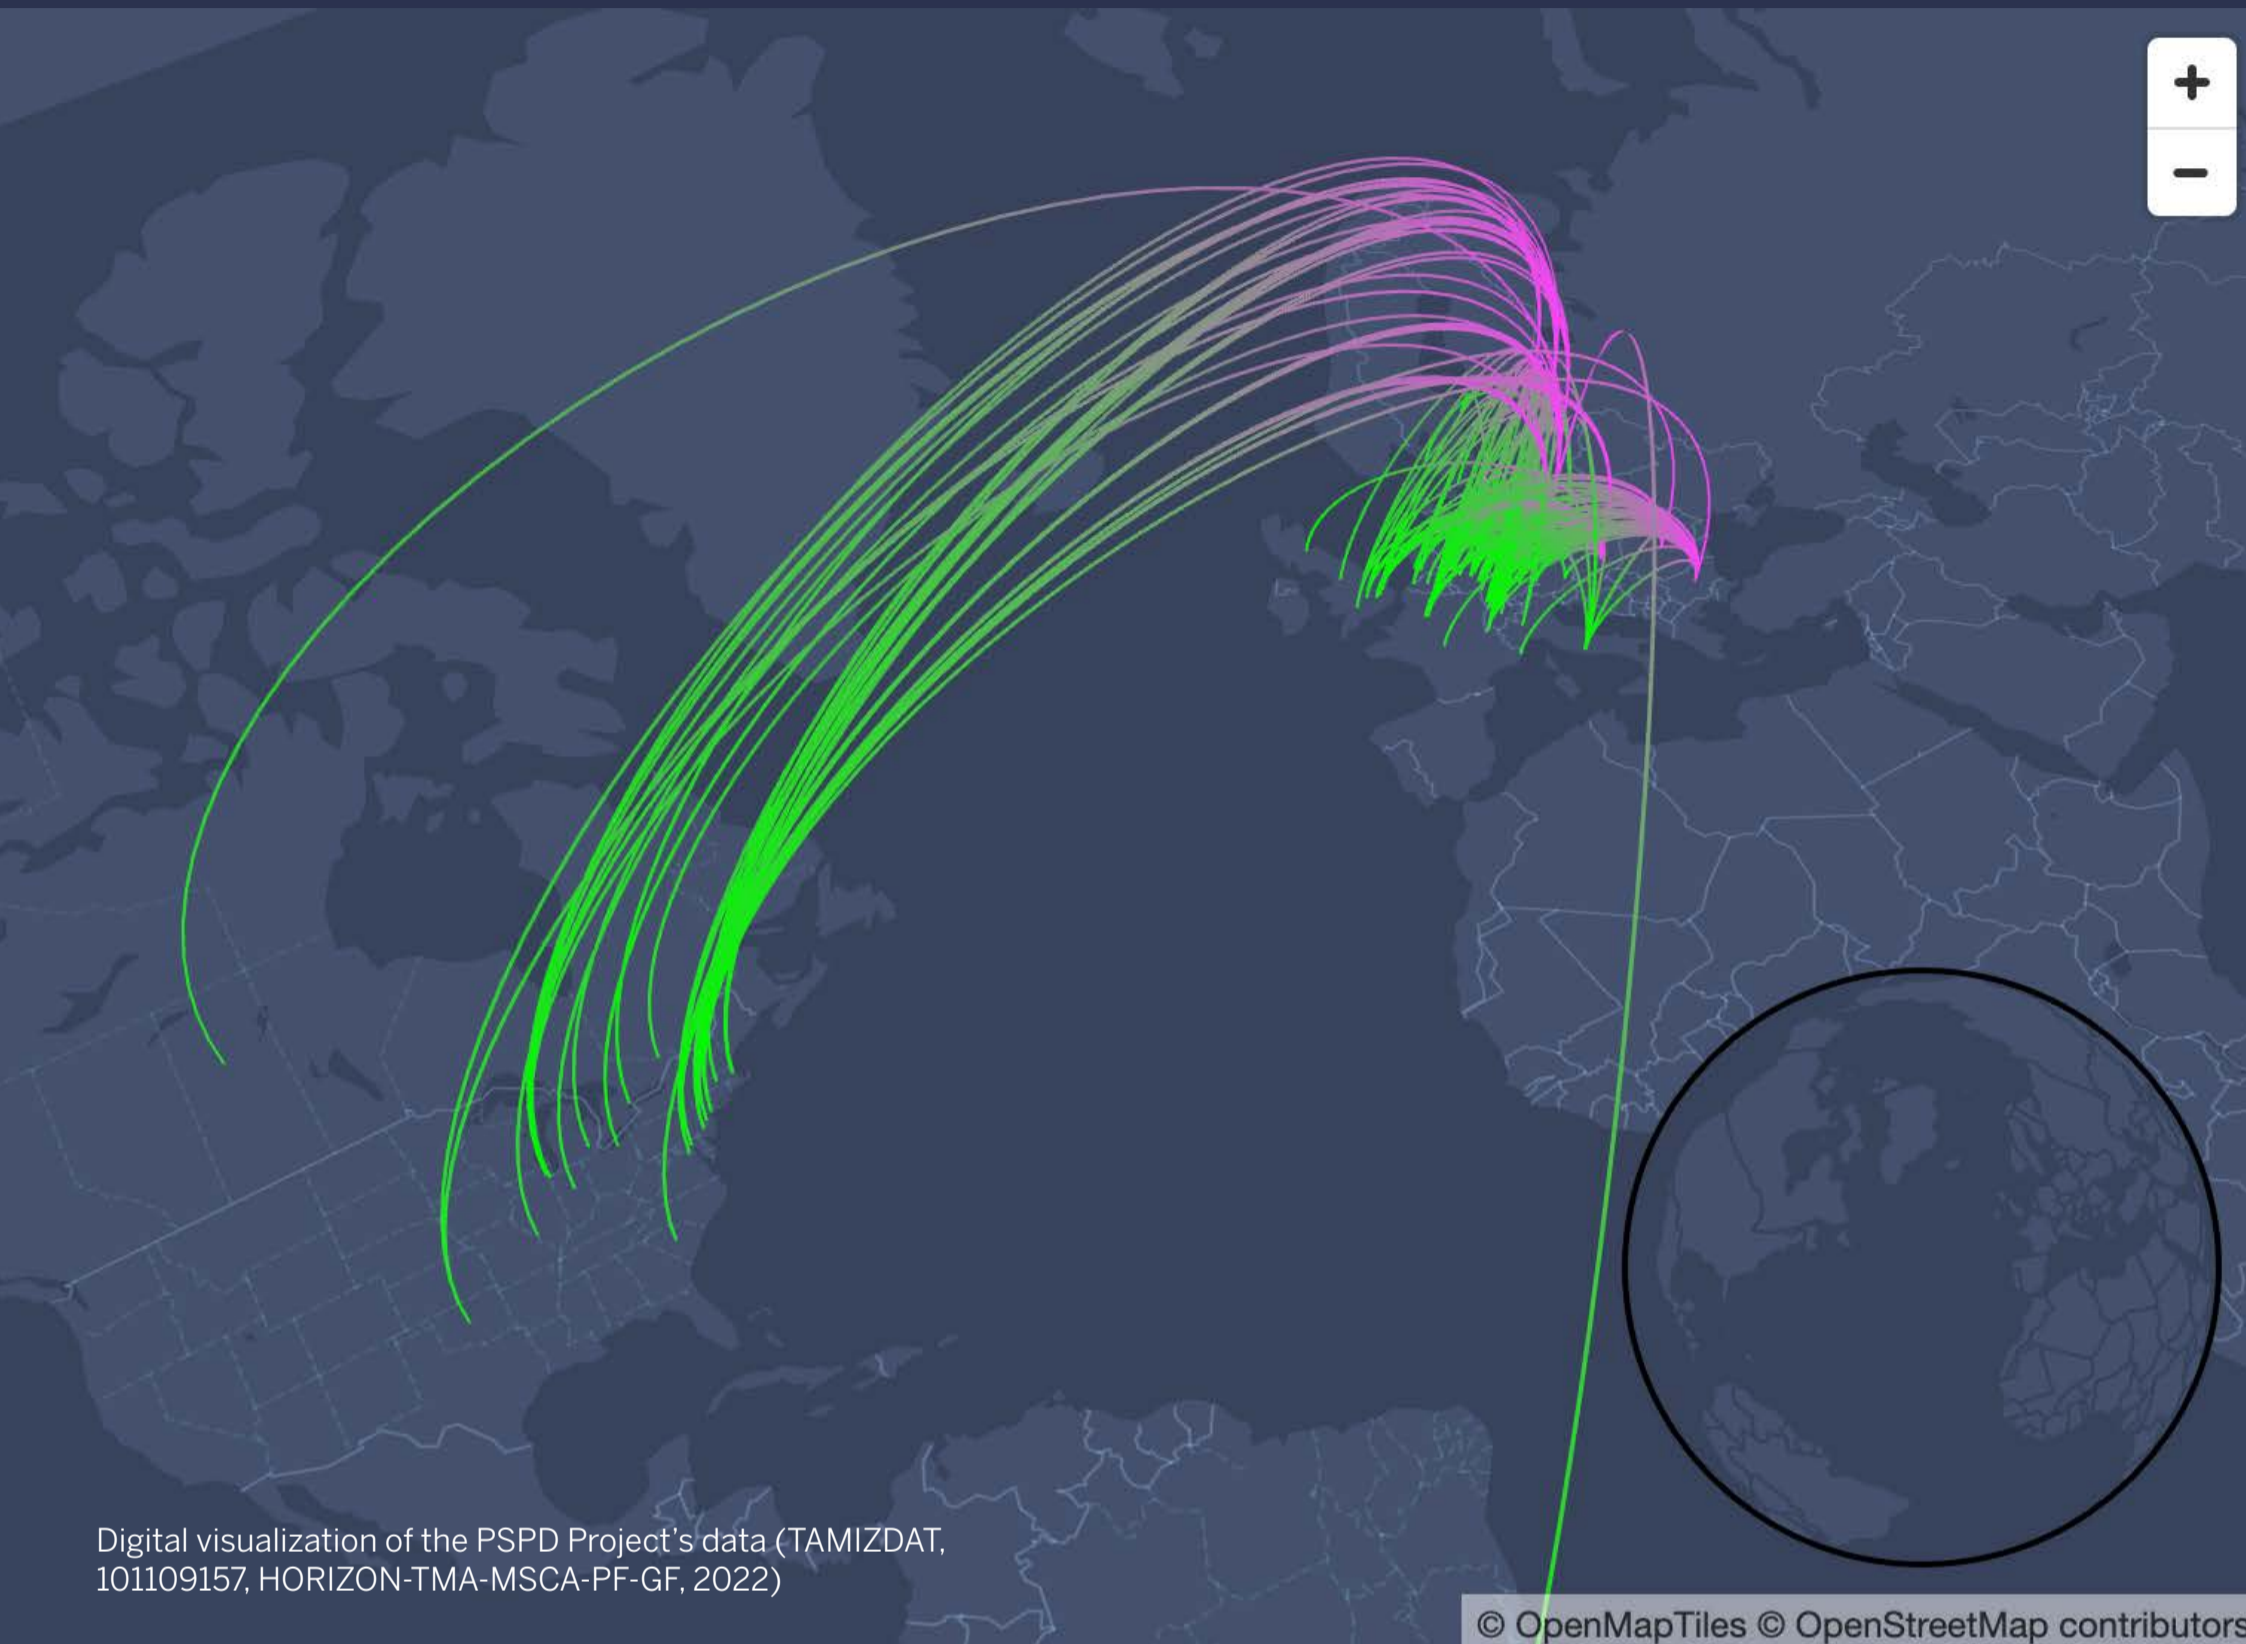 +
−
Digital visualization of the PSPD Project's data (TAMIZDAT,
101109157, HORIZON-TMA-MSCA-PF-GF, 2022)
© OpenMapTiles © OpenStreetMap contributors